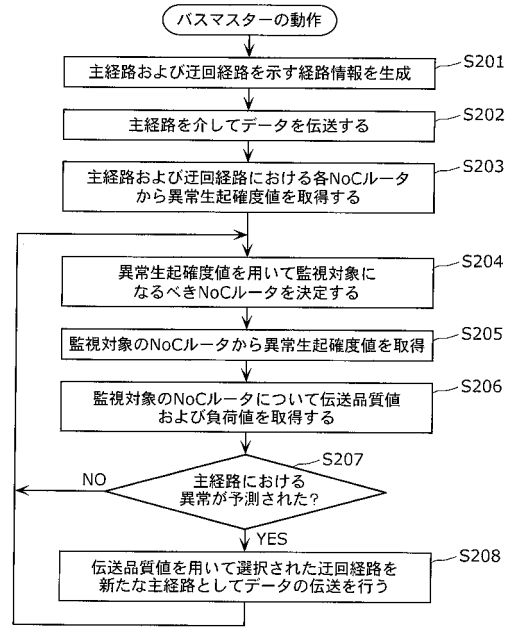 バスマスターの動作
主経路および迂回経路を示す経路情報を生成
S201
主経路を介してデータを伝送する
S202
主経路および迂回経路における各NoCルータ
から異常生起確度値を取得する
S203
異常生起確度値を用いて監視対象に
なるべきNoCルータを決定する
S204
監視対象のNoCルータから異常生起確度値を取得
S205
監視対象のNoCルータについて伝送品質値
および負荷値を取得する
S206
主経路における
異常が予測された?
S207
NO
YES
伝送品質値を用いて選択された迂回経路を
新たな主経路としてデータの伝送を行う
S208